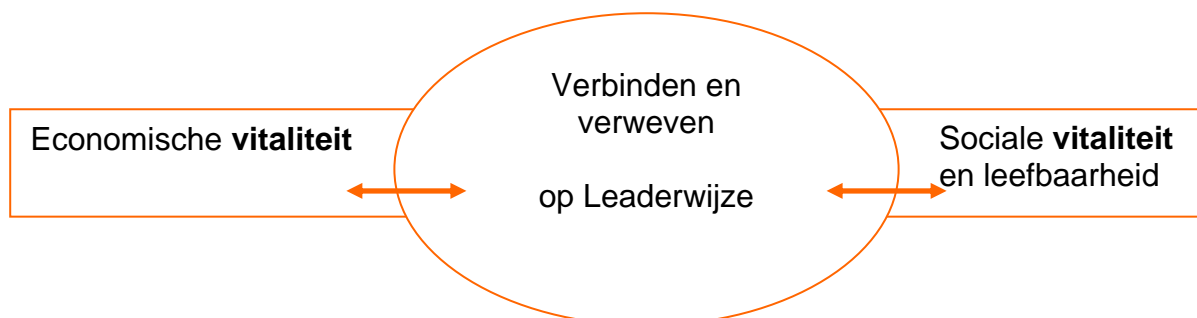 Economische vitaliteit
Verbinden en
verweven
op Leaderwijze
Sociale vitaliteit
en leefbaarheid